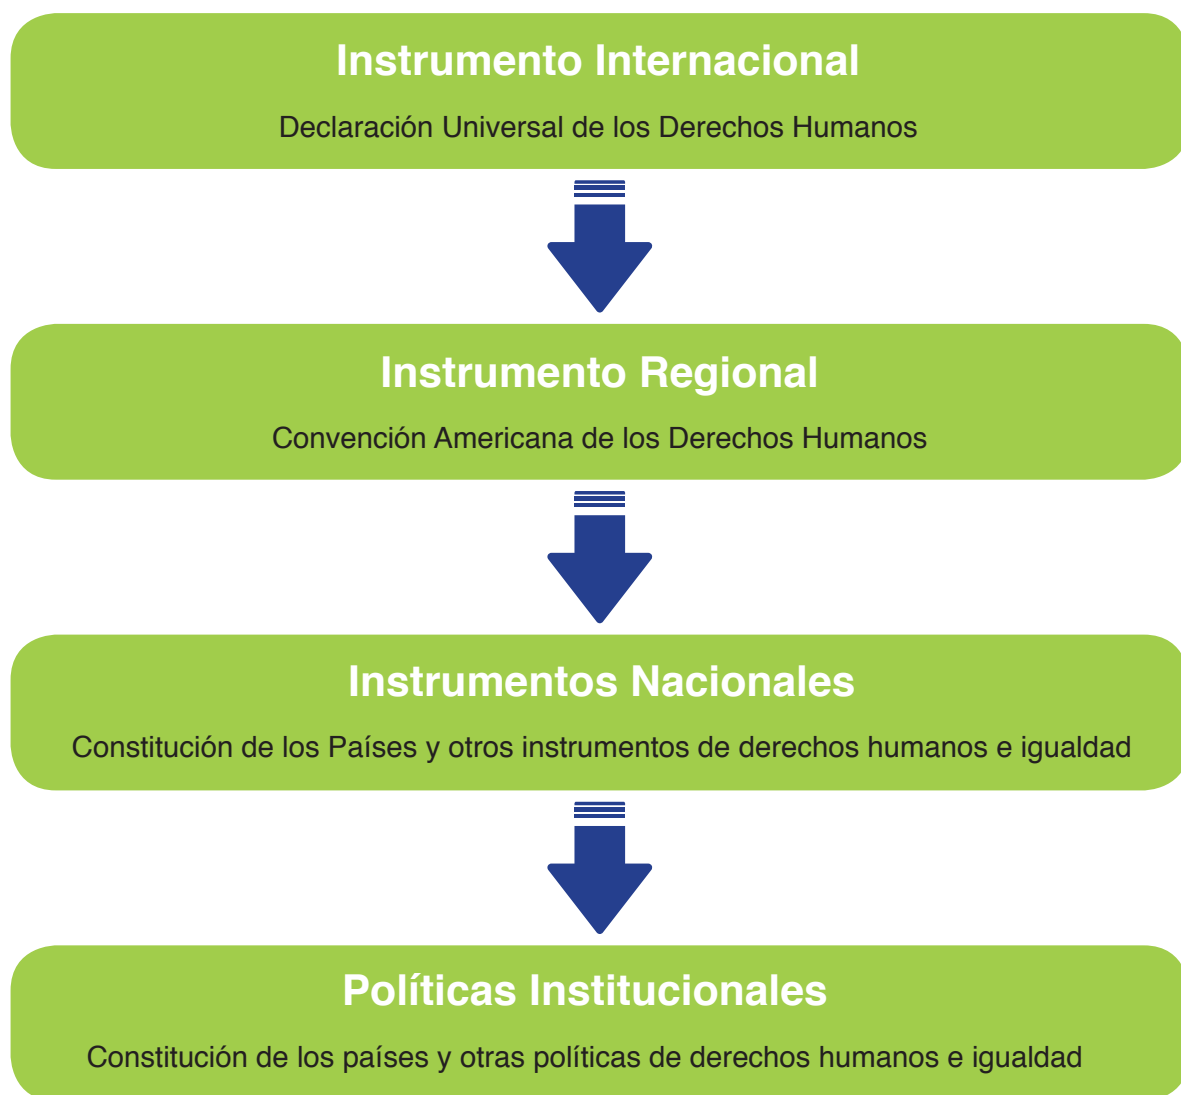 Instrumento Internacional
Declaración Universal de los Derechos Humanos
Instrumento Regional
Convención Americana de los Derechos Humanos
Instrumentos Nacionales
Constitución de los Países y otros instrumentos de derechos humanos e igualdad
Políticas Institucionales
Constitución de los países y otras políticas de derechos humanos e igualdad